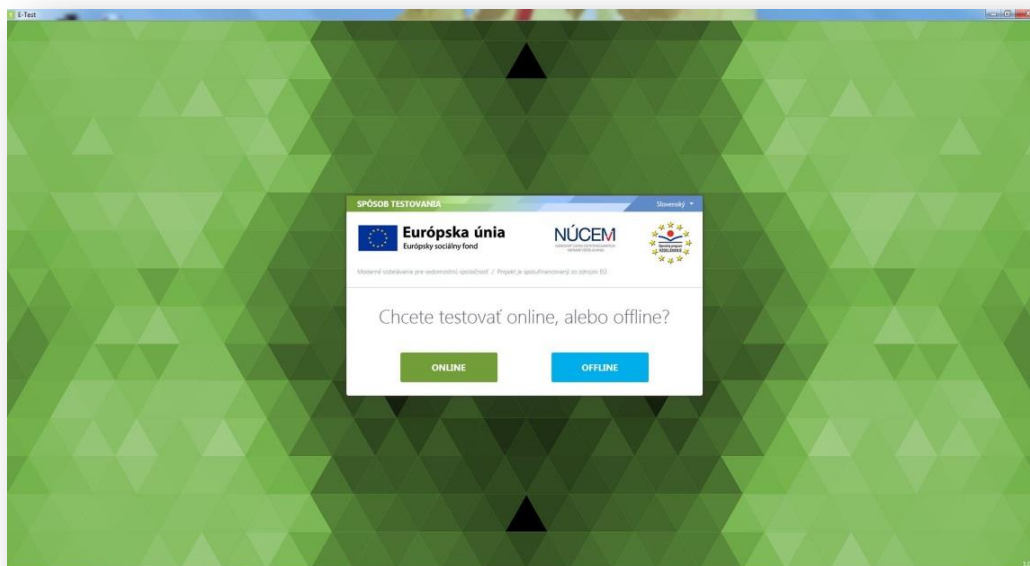 E-Test
SPÔSOB TESTOVANIA
Slovenský
Európska únia
Európsky sociálny fond
NÚCEM
Moderné vzdelávanie pre vedomostnú spoločnosť / Projekt je spolufinancovaný zo zdrojov EÚ
Chcete testovať online, alebo offline?
ONLINE
OFFLINE